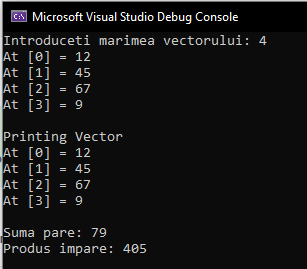 Microsoft Visual Studio Debug Console
Introduceti marimea vectorului: 4
At [0] = 12
At [1] = 45
At [2] = 67
At [3] = 9
Printing Vector
At [0] = 12
At [1] = 45
At [2] = 67
At [3] = 9
Suma pare: 79
Produs impare: 405